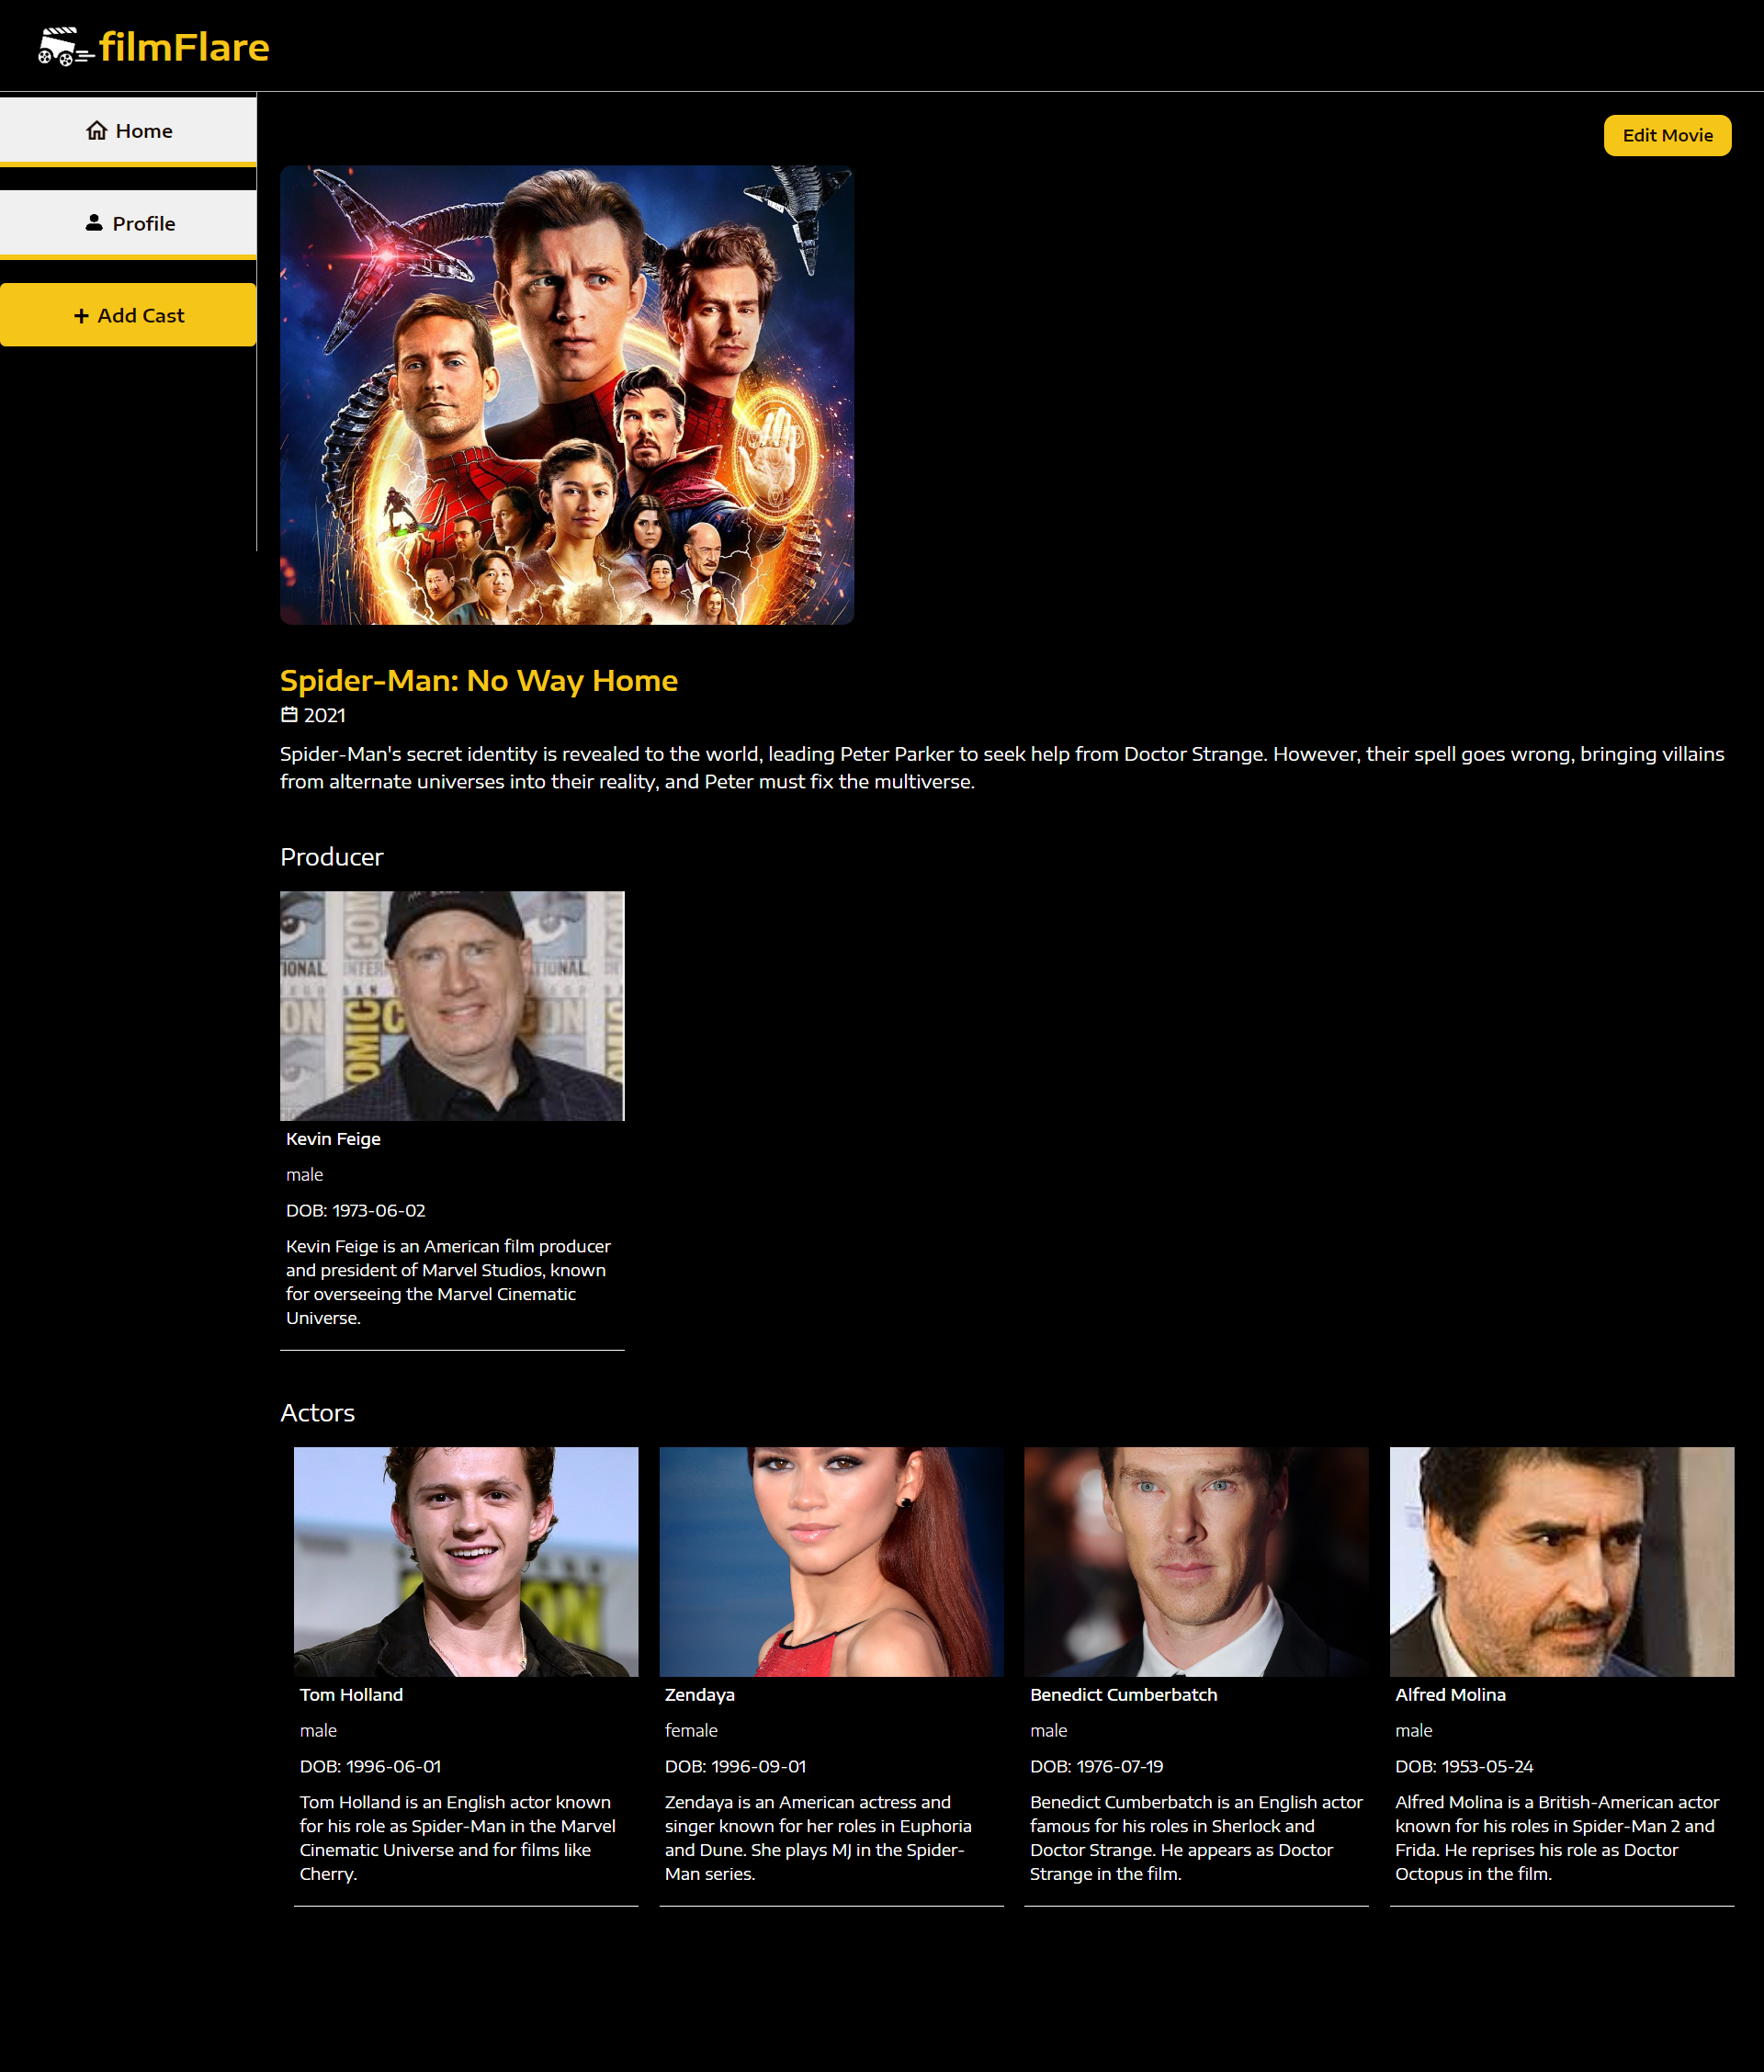 filmFlare
Home
Edit Movie
Profile
+ Add Cast
Spider-Man: No Way Home
2021
Spider-Man's secret identity is revealed to the world, leading Peter Parker to seek help from Doctor Strange. However, their spell goes wrong, bringing villains
from alternate universes into their reality, and Peter must fix the multiverse.
Producer
Kevin Feige
male
DOB: 1973-06-02
Kevin Feige is an American film producer
and president of Marvel Studios, known
for overseeing the Marvel Cinematic
Universe.
Actors
Tom Holland
male
DOB: 1996-06-01
Tom Holland is an English actor known
for his role as Spider-Man in the Marvel
Cinematic Universe and for films like
Cherry.
Zendaya
female
DOB: 1996-09-01
Zendaya is an American actress and
singer known for her roles in Euphoria
and Dune. She plays MJ in the Spider-
Man series.
Benedict Cumberbatch
male
DOB: 1976-07-19
Benedict Cumberbatch is an English actor
famous for his roles in Sherlock and
Doctor Strange. He appears as Doctor
Strange in the film.
Alfred Molina
male
DOB: 1953-05-24
Alfred Molina is a British-American actor
known for his roles in Spider-Man 2 and
Frida. He reprises his role as Doctor
Octopus in the film.